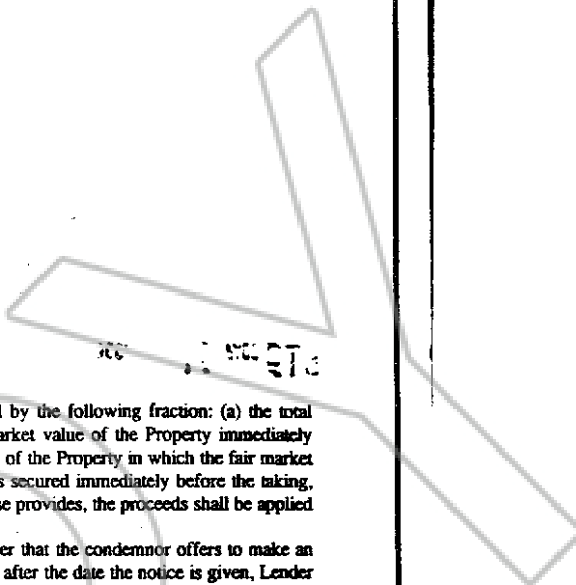 by the following fraction: (a) the total
market value of the Property immediately
of the Property in which the fair market
secured immediately before the taking,
provides, the proceeds shall be applied
that the condemnor offers to make an
after the date the notice is given, Lender